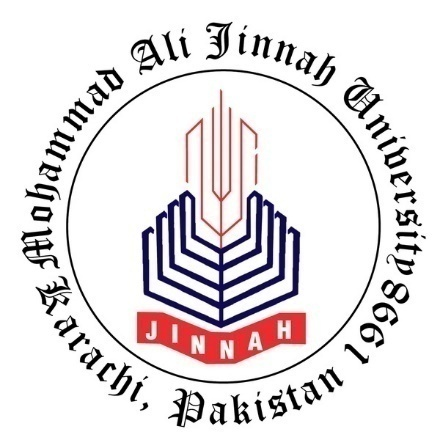 Mohammad Ali Jinnah University
Karachi, Pakistan 1998
JINNAH